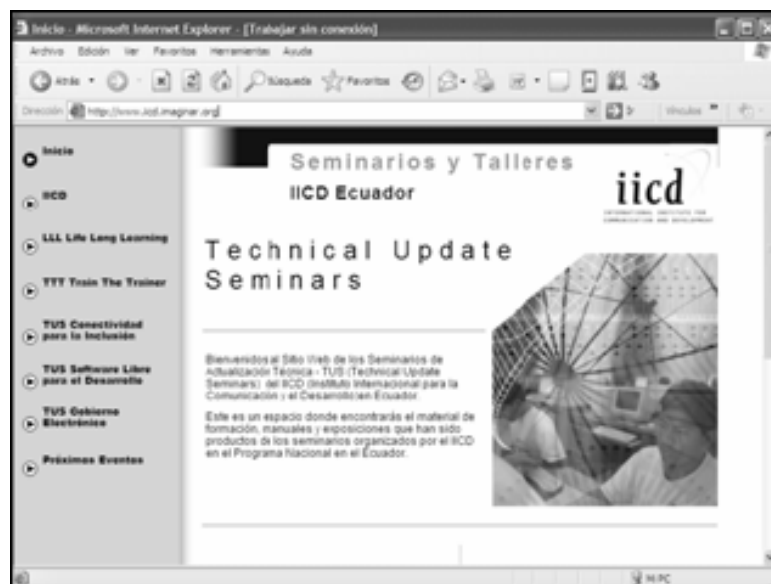 Inicio - Microsoft Internet Explorer - [Trabajar sin conexión]
Archivo Edición Ver Favoritos Herramientas Ayuda
Atrás Búsqueda Favoritos
Dirección http://www.iicd.imaginar.org Ir Vínculos
Inicio
IICD
LLL Life Long Learning
TTT Train The Trainer
TUS Conectividad
para la Inclusión
TUS Software Libre
para el Desarrollo
TUS Gobierno
Electrónico
Próximos Eventos
Seminarios y Talleres
IICD Ecuador
iicd
INTERNATIONAL INSTITUTE FOR
COMMUNICATION AND DEVELOPMENT
Technical Update
Seminars
Bienvenidos al Sitio Web de los Seminarios de
Actualización Técnica - TUS (Technical Update
Seminars) del IICD (Instituto Internacional para la
Comunicación y el Desarrollo) en Ecuador.
Este es un espacio donde encontrarás el material de
formación, manuales y exposiciones que han sido
productos de los seminarios organizados por el IICD
en el Programa Nacional en el Ecuador.
Mi PC